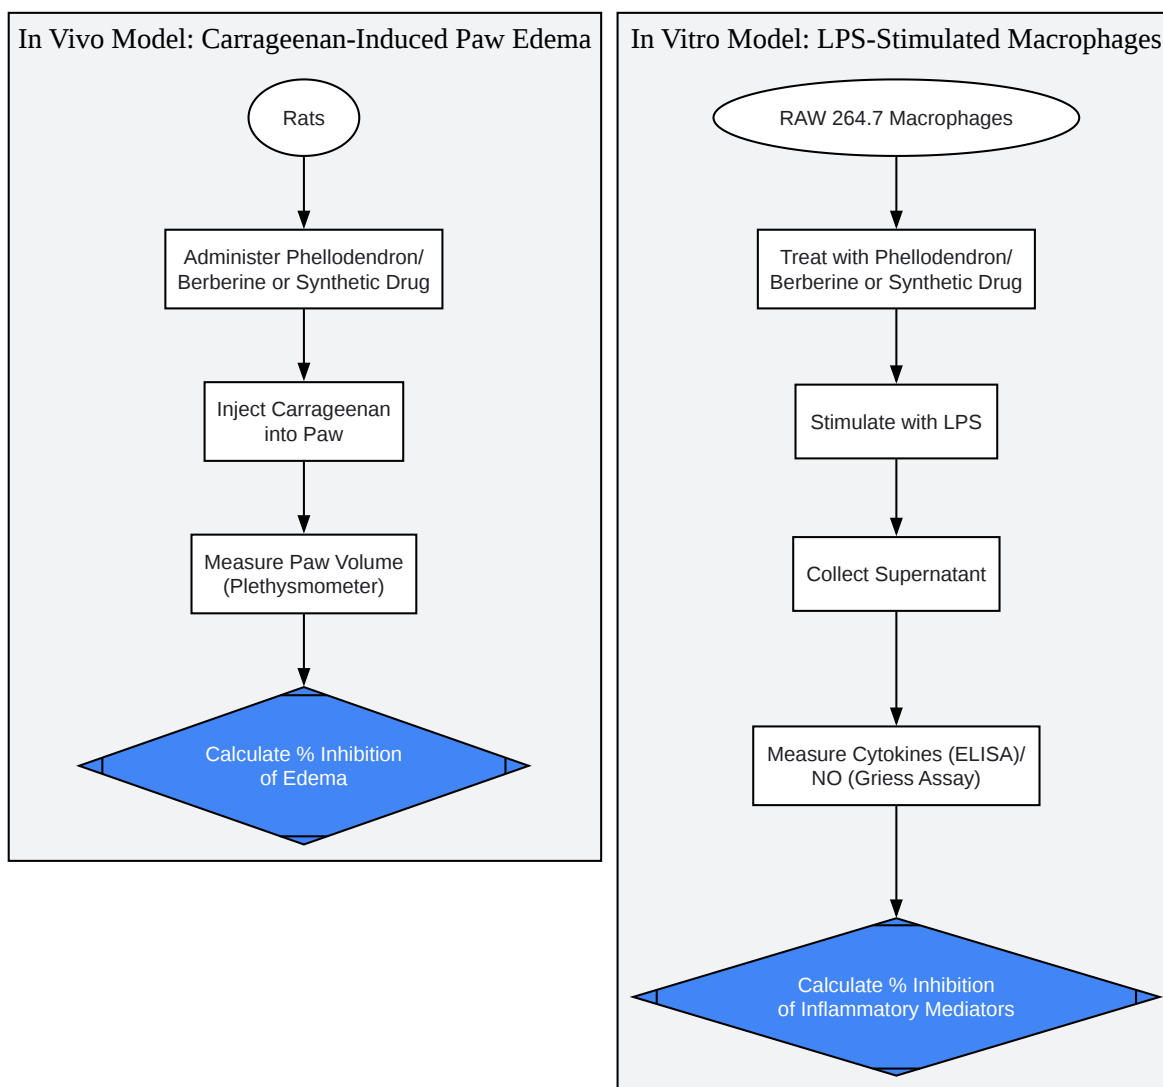 In Vivo Model: Carrageenan-Induced Paw Edema
Rats
Administer Phellodendron/
Berberine or Synthetic Drug
Inject Carrageenan
into Paw
Measure Paw Volume
(Plethysmometer)
Calculate % Inhibition
of Edema
In Vitro Model: LPS-Stimulated Macrophages
RAW 264.7 Macrophages
Treat with Phellodendron/
Berberine or Synthetic Drug
Stimulate with LPS
Collect Supernatant
Measure Cytokines (ELISA)/
NO (Griess Assay)
Calculate % Inhibition
of Inflammatory Mediators